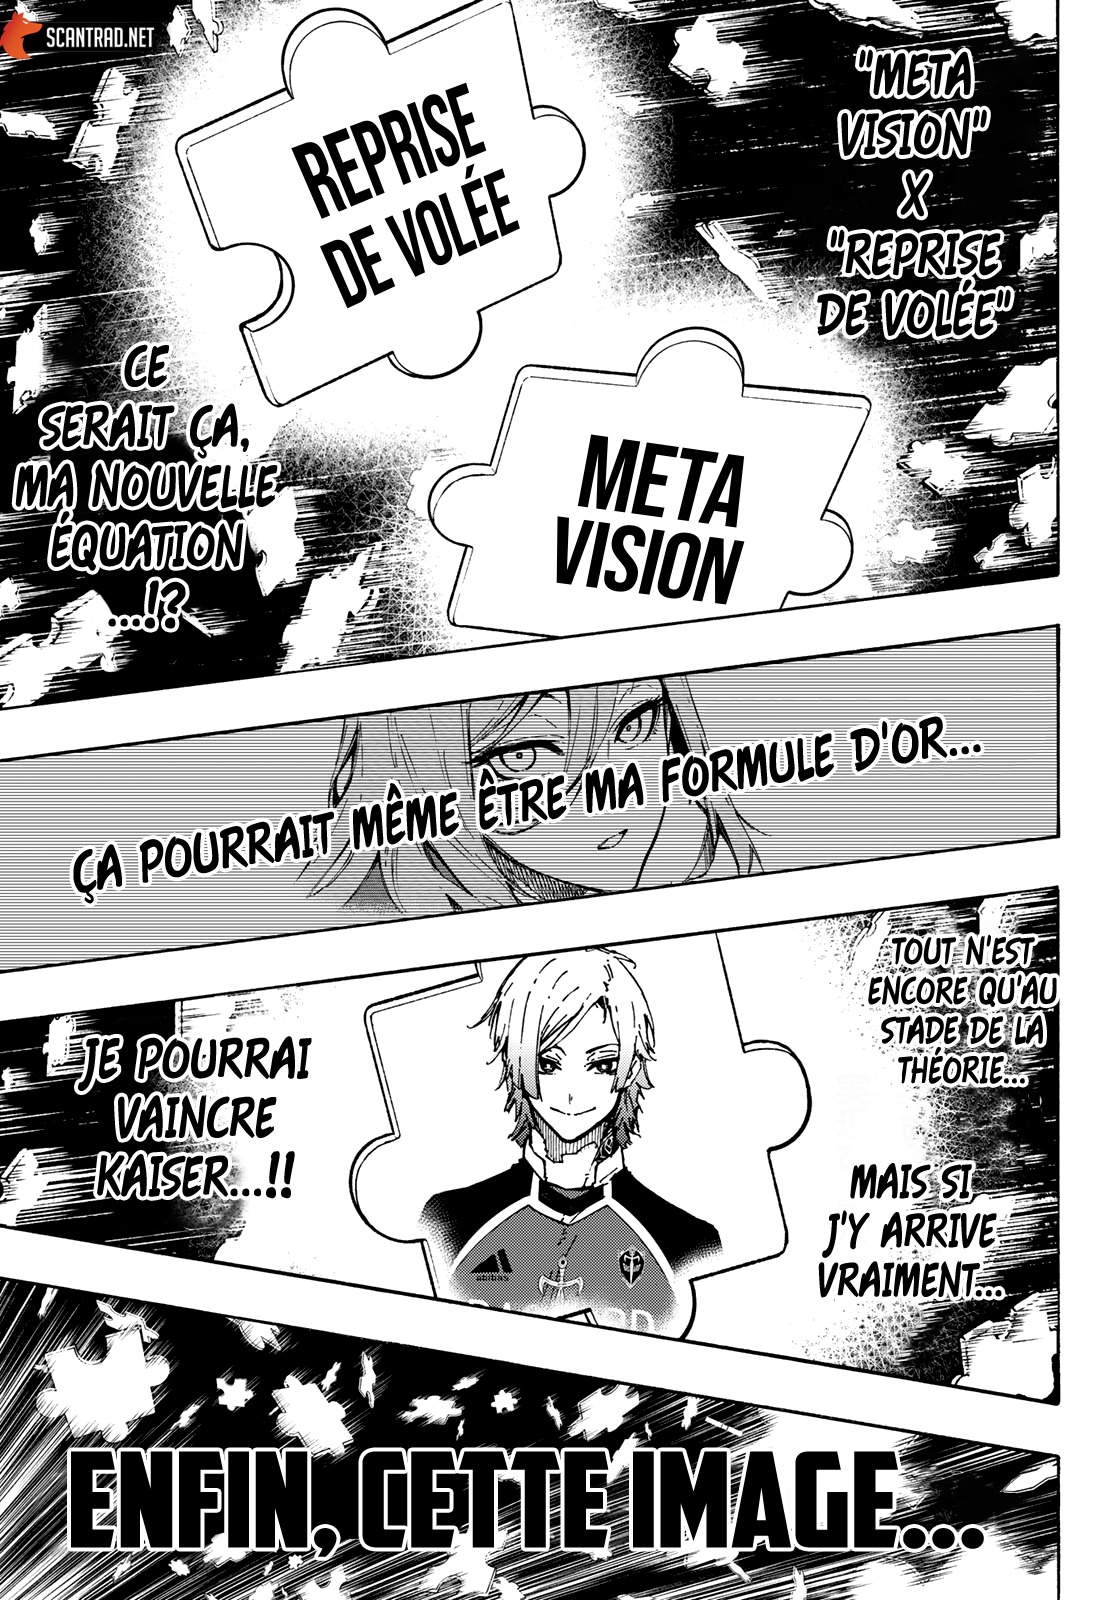 SCANTRAD.NET
"META
VISION"
X
"REPRISE
DE VOLÉE"
REPRISE
DE VOLÉE
META
VISION
CE
SERAIT ÇA,
MA NOUVELLE
ÉQUATION
...!?
ÇA POURRAIT MÊME ÊTRE MA FORMULE D'OR...
TOUT N'EST
ENCORE QU'AU
STADE DE LA
THÉORIE...
MAIS SI
J'Y ARRIVE
VRAIMENT...
adidas
JE POURRAI
VAINCRE
KAISER...!!
ENFIN, CETTE IMAGE...